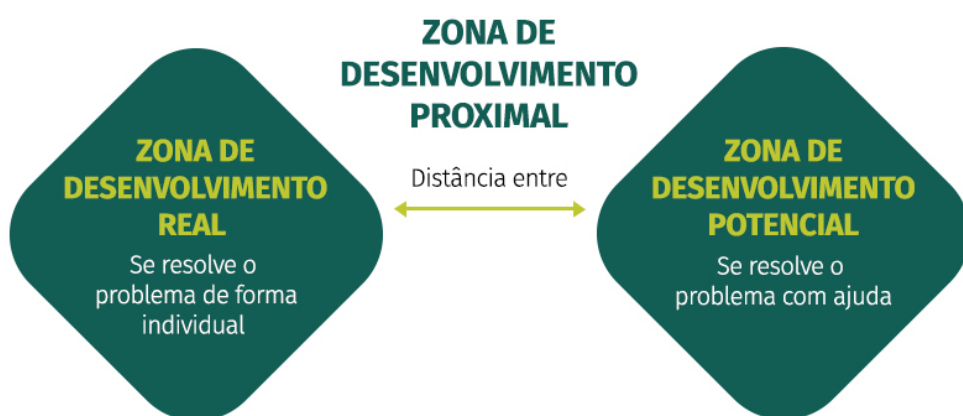 ZONA DE
DESENVOLVIMENTO
PROXIMAL
ZONA DE
DESENVOLVIMENTO
REAL
Se resolve o
problema de forma
individual
Distância entre
ZONA DE
DESENVOLVIMENTO
POTENCIAL
Se resolve o
problema com ajuda